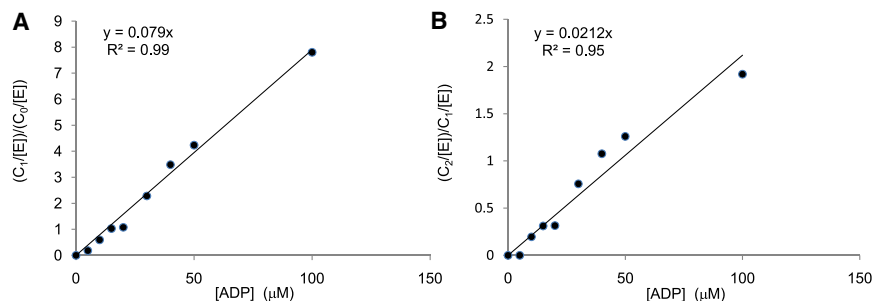 A
y = 0.079x
R² = 0.99
(C₁/[E])/(C₀/[E])
9
8
7
6
5
4
3
2
1
0
0 50 100 150
[ADP] (μM)
B
y = 0.0212x
R² = 0.95
(C₂/[E])/C₁/[E])
2.5
2
1.5
1
0.5
0
0 50 100 150
[ADP] (μM)